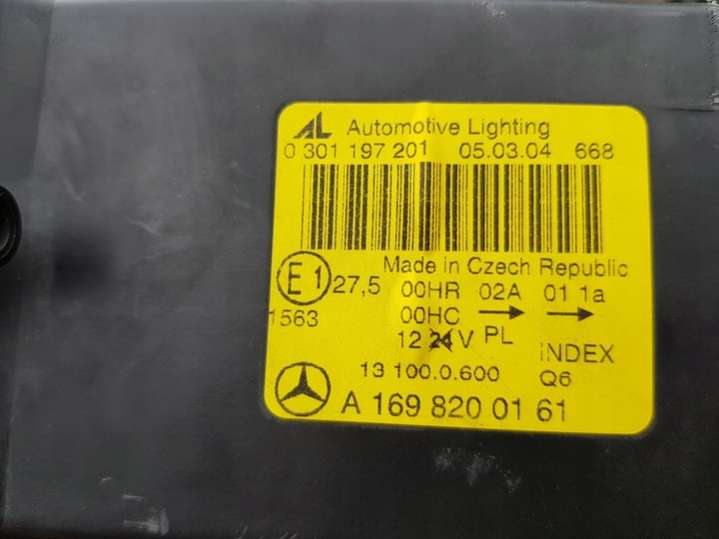 AL Automotive Lighting
0 301 197 201 05.03.04 668
Made in Czech Republic
E1 27,5 00HR 02A 01 1a
1563 00HC → →
12 24V PL INDEX
13 100.0.600 Q6
A 169 820 01 61